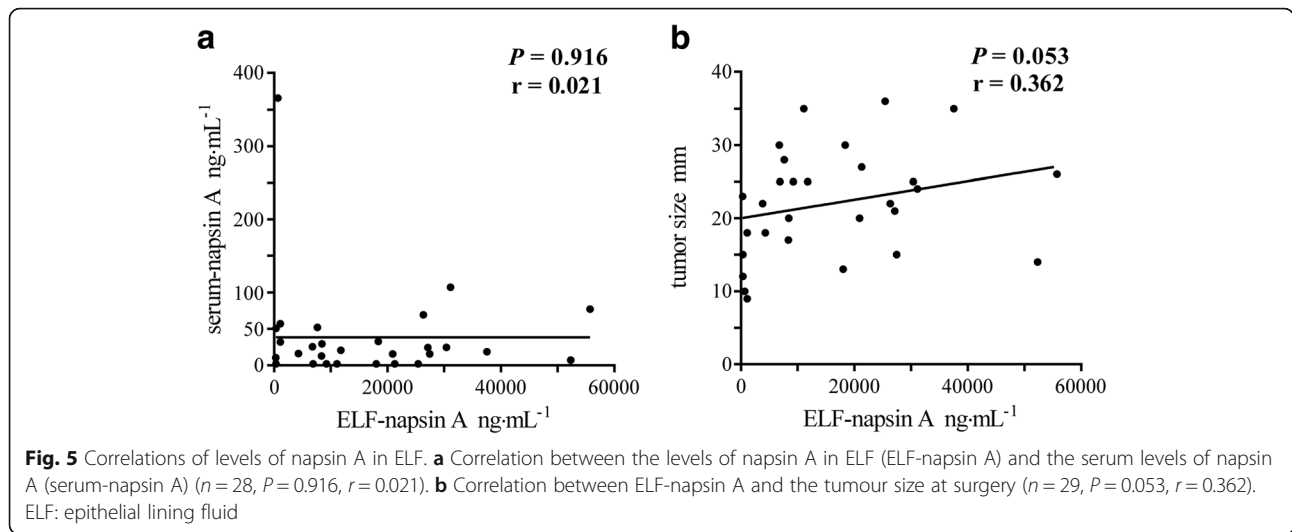 a
P = 0.916
r = 0.021
400
300
200
100
50
0
serum-napsin A ng·mL⁻¹
0
20000
40000
60000
ELF-napsin A ng·mL⁻¹
b
P = 0.053
r = 0.362
40
30
20
10
0
tumor size mm
0
20000
40000
60000
ELF-napsin A ng·mL⁻¹
Fig. 5 Correlations of levels of napsin A in ELF. a Correlation between the levels of napsin A in ELF (ELF-napsin A) and the serum levels of napsin
A (serum-napsin A) (n = 28, P = 0.916, r = 0.021). b Correlation between ELF-napsin A and the tumour size at surgery (n = 29, P = 0.053, r = 0.362).
ELF: epithelial lining fluid